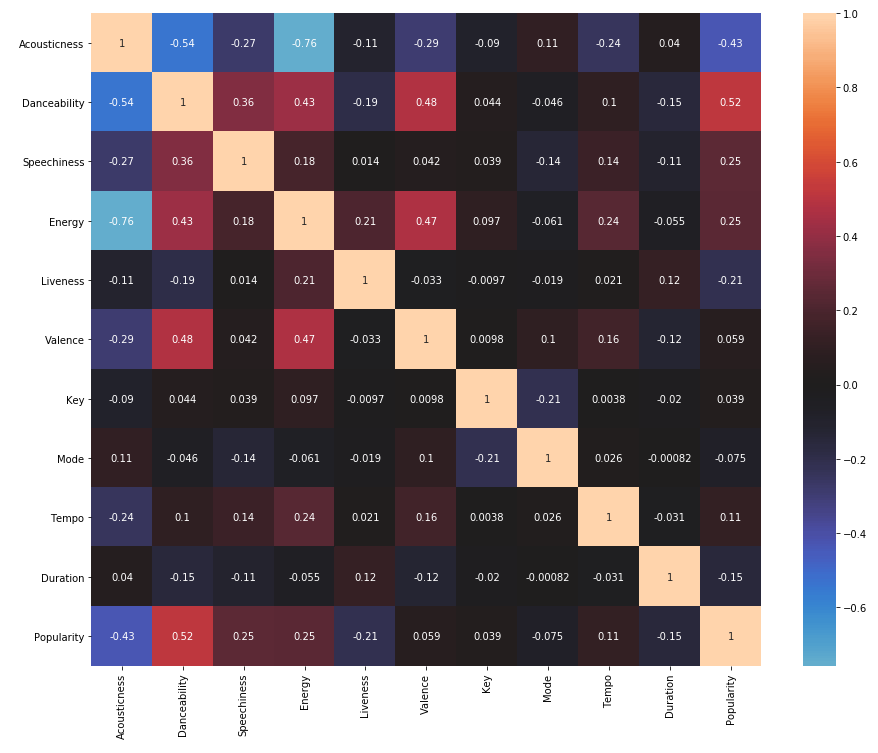 Acousticness 1 -0.54 -0.27 -0.76 -0.11 -0.29 -0.09 0.11 -0.24 0.04 -0.43
Danceability -0.54 1 0.36 0.43 -0.19 0.48 0.044 -0.046 0.1 -0.15 0.52
Speechiness -0.27 0.36 1 0.18 0.014 0.042 0.039 -0.14 0.14 -0.11 0.25
Energy -0.76 0.43 0.18 1 0.21 0.47 0.097 -0.061 0.24 -0.055 0.25
Liveness -0.11 -0.19 0.014 0.21 1 -0.033 -0.0097 -0.019 0.021 0.12 -0.21
Valence -0.29 0.48 0.042 0.47 -0.033 1 0.0098 0.1 0.16 -0.12 0.059
Key -0.09 0.044 0.039 0.097 -0.0097 0.0098 1 -0.21 0.0038 -0.02 0.039
Mode 0.11 -0.046 -0.14 -0.061 -0.019 0.1 -0.21 1 0.026 -0.00082 -0.075
Tempo -0.24 0.1 0.14 0.24 0.021 0.16 0.0038 0.026 1 -0.031 0.11
Duration 0.04 -0.15 -0.11 -0.055 0.12 -0.12 -0.02 -0.00082 -0.031 1 -0.15
Popularity -0.43 0.52 0.25 0.25 -0.21 0.059 0.039 -0.075 0.11 -0.15 1
Acousticness Danceability Speechiness Energy Liveness Valence Key Mode Tempo Duration Popularity
1.0
0.8
0.6
0.4
0.2
0.0
−0.2
−0.4
−0.6